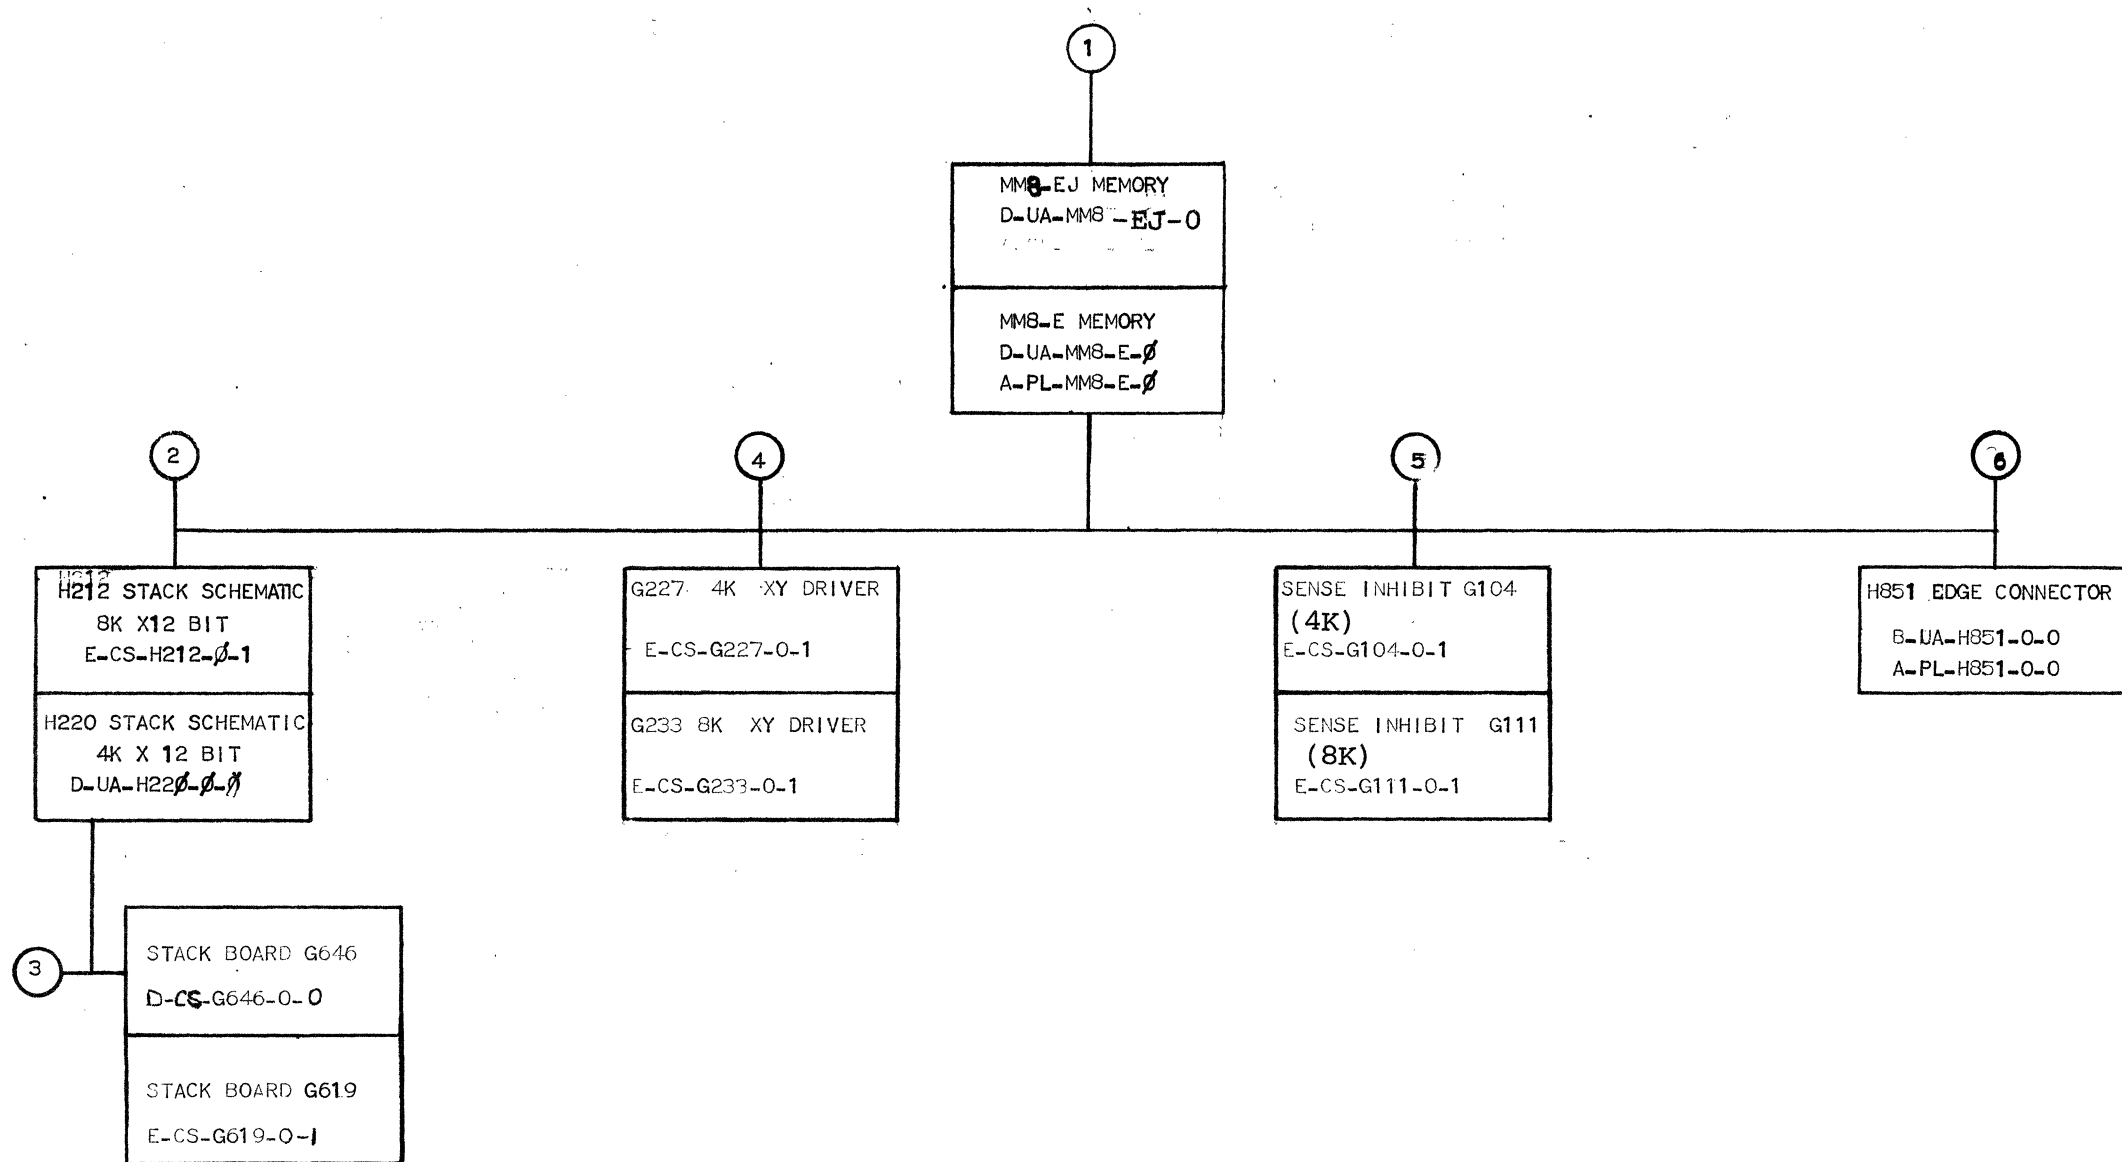 1
MM8-EJ MEMORY
D-UA-MM8-EJ-0
MM8-E MEMORY
D-UA-MM8-E-Ø
A-PL-MM8-E-Ø
2
4
5
6
H212
H212 STACK SCHEMATIC
8K X12 BIT
E-CS-H212-Ø-1
H220 STACK SCHEMATIC
4K X 12 BIT
D-UA-H22Ø-Ø-Ø
G227 4K XY DRIVER
E-CS-G227-0-1
G233 8K XY DRIVER
E-CS-G233-0-1
SENSE INHIBIT G104
(4K)
E-CS-G104-0-1
SENSE INHIBIT G111
(8K)
E-CS-G111-0-1
H851 EDGE CONNECTOR
B-UA-H851-0-0
A-PL-H851-0-0
3
STACK BOARD G646
D-CS-G646-0-0
STACK BOARD G619
E-CS-G619-0-1